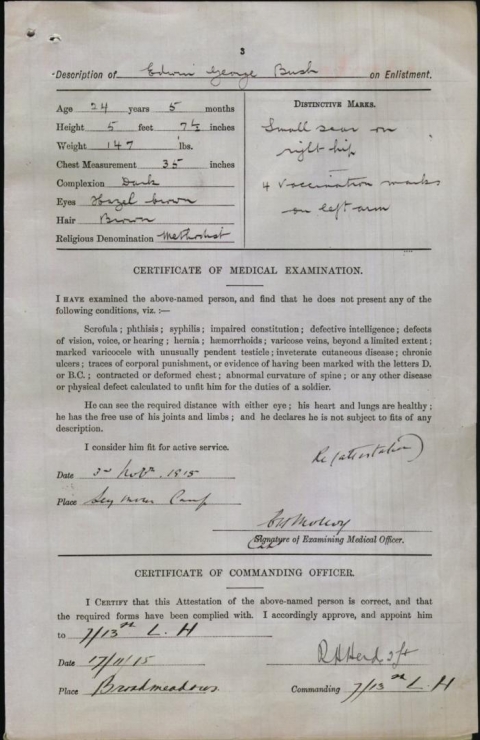 3
Description of Edwin George Bush on Enlistment.
Age 24 years 5 months
Height 5 feet 7½ inches
Weight 147 lbs.
Chest Measurement 35 inches
Complexion Dark
Eyes Hazel brown
Hair Brown
Religious Denomination Methodist
DISTINCTIVE MARKS.
Small scar on
right hip
4 Vaccination marks
on left arm
CERTIFICATE OF MEDICAL EXAMINATION.
I HAVE examined the above-named person, and find that he does not present any of the
following conditions, viz. :—
Scrofula ; phthisis ; syphilis ; impaired constitution ; defective intelligence ; defects
of vision, voice, or hearing ; hernia ; hæmorrhoids ; varicose veins, beyond a limited extent ;
marked varicocele with unusually pendent testicle ; inveterate cutaneous disease ; chronic
ulcers ; traces of corporal punishment, or evidence of having been marked with the letters D.
or B.C. ; contracted or deformed chest ; abnormal curvature of spine ; or any other disease
or physical defect calculated to unfit him for the duties of a soldier.
He can see the required distance with either eye ; his heart and lungs are healthy ;
he has the free use of his joints and limbs ; and he declares he is not subject to fits of any
description.
I consider him fit for active service.
Re (attestation)
Date 1915
Place Seymour Camp
Signature of Examining Medical Officer.
CERTIFICATE OF COMMANDING OFFICER.
I CERTIFY that this Attestation of the above-named person is correct, and that
the required forms have been complied with. I accordingly approve, and appoint him
to 7/13th L. H
Date 17/11/15
Place Broadmeadows.
Commanding 7/13th L. H